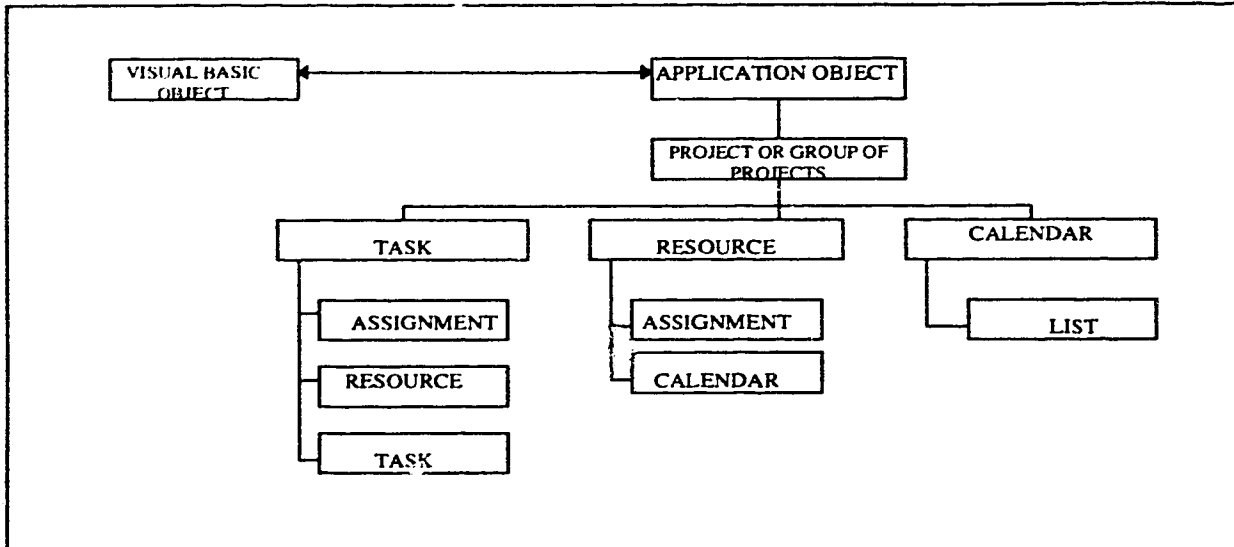 VISUAL BASIC
OBJECT
APPLICATION OBJECT
PROJECT OR GROUP OF
PROJECTS
TASK
RESOURCE
CALENDAR
ASSIGNMENT
RESOURCE
TASK
ASSIGNMENT
CALENDAR
LIST